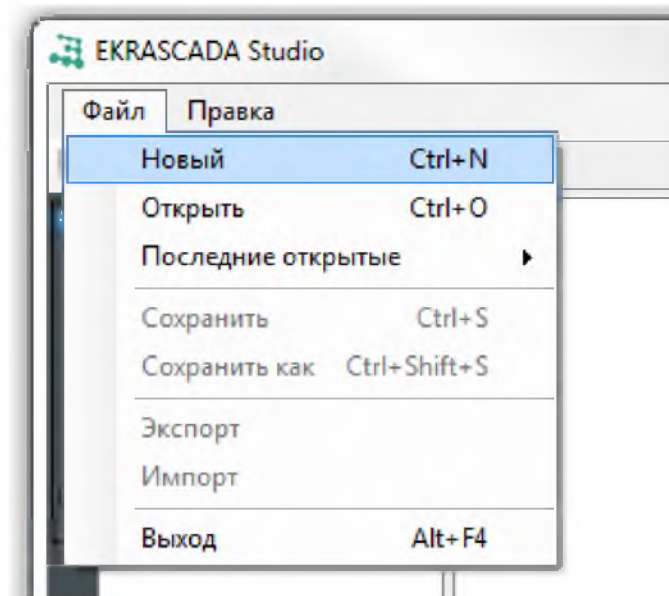 EKRASCADA Studio
Файл Правка
Новый Ctrl+N
Открыть Ctrl+O
Последние открытые
Сохранить Ctrl+S
Сохранить как Ctrl+Shift+S
Экспорт
Импорт
Выход Alt+F4